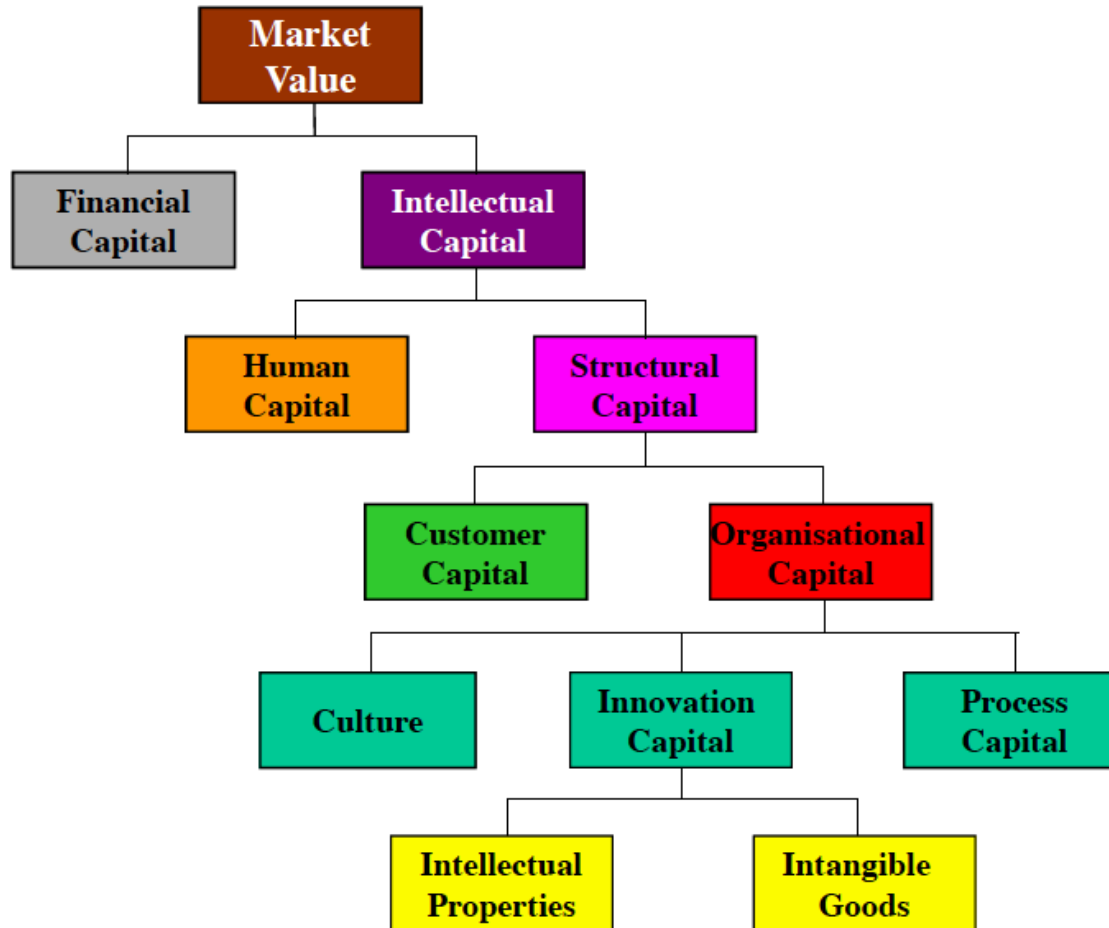 Market
Value
Financial
Capital
Intellectual
Capital
Human
Capital
Structural
Capital
Customer
Capital
Organisational
Capital
Culture
Innovation
Capital
Process
Capital
Intellectual
Properties
Intangible
Goods